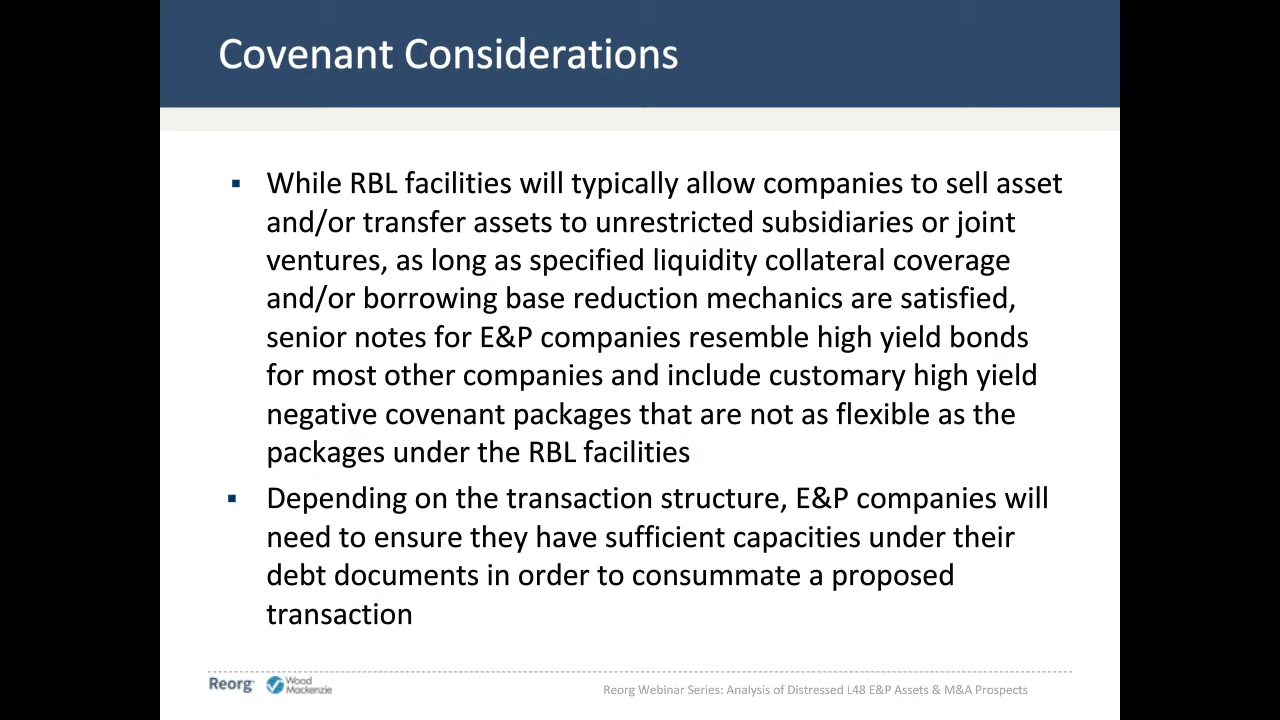 Covenant Considerations
▪ While RBL facilities will typically allow companies to sell asset
and/or transfer assets to unrestricted subsidiaries or joint
ventures, as long as specified liquidity collateral coverage
and/or borrowing base reduction mechanics are satisfied,
senior notes for E&P companies resemble high yield bonds
for most other companies and include customary high yield
negative covenant packages that are not as flexible as the
packages under the RBL facilities
▪ Depending on the transaction structure, E&P companies will
need to ensure they have sufficient capacities under their
debt documents in order to consummate a proposed
transaction
Reorg
Wood
Mackenzie
Reorg Webinar Series: Analysis of Distressed L48 E&P Assets & M&A Prospects